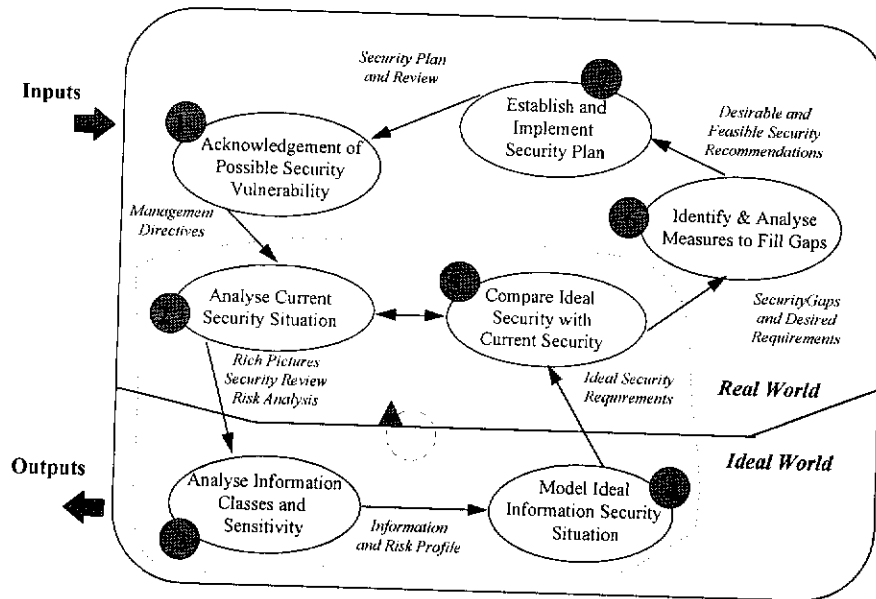 Inputs
Security Plan
and Review
Establish and
Implement
Security Plan
Desirable and
Feasible Security
Recommendations
Acknowledgement of
Possible Security
Vulnerability
Management
Directives
Identify & Analyse
Measures to Fill Gaps
Analyse Current
Security Situation
Compare Ideal
Security with
Current Security
SecurityGaps
and Desired
Requirements
Rich Pictures
Security Review
Risk Analysis
Ideal Security
Requirements
Real World
Outputs
Ideal World
Analyse Information
Classes and
Sensitivity
Information
and Risk Profile
Model Ideal
Information Security
Situation